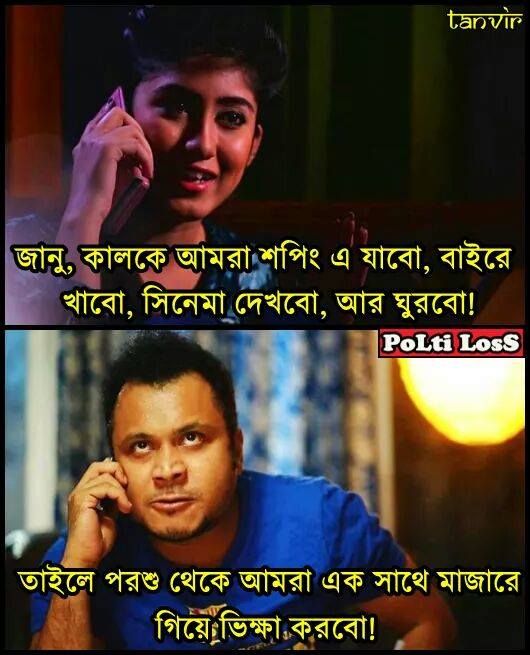 tanvir
জানু, কালকে আমরা শপিং এ যাবো, বাইরে
খাবো, সিনেমা দেখবো, আর ঘুরবো!
PoLti LosS
তাইলে পরশু থেকে আমরা এক সাথে মাজারে
গিয়ে ভিক্ষা করবো!